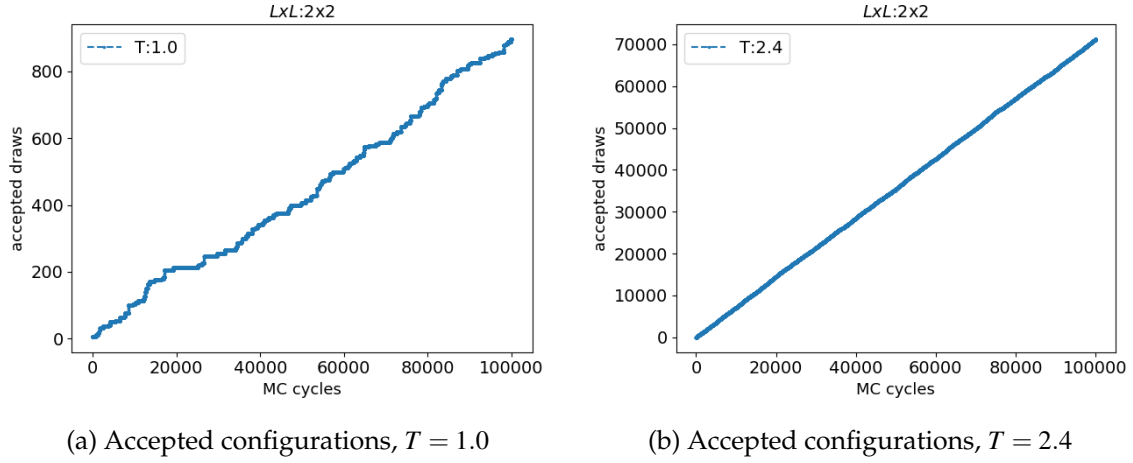 LxL:2x2
T:1.0
800
600
400
200
0
accepted draws
0 20000 40000 60000 80000 100000
MC cycles
(a) Accepted configurations, T = 1.0
LxL:2x2
T:2.4
70000
60000
50000
40000
30000
20000
10000
0
accepted draws
0 20000 40000 60000 80000 100000
MC cycles
(b) Accepted configurations, T = 2.4